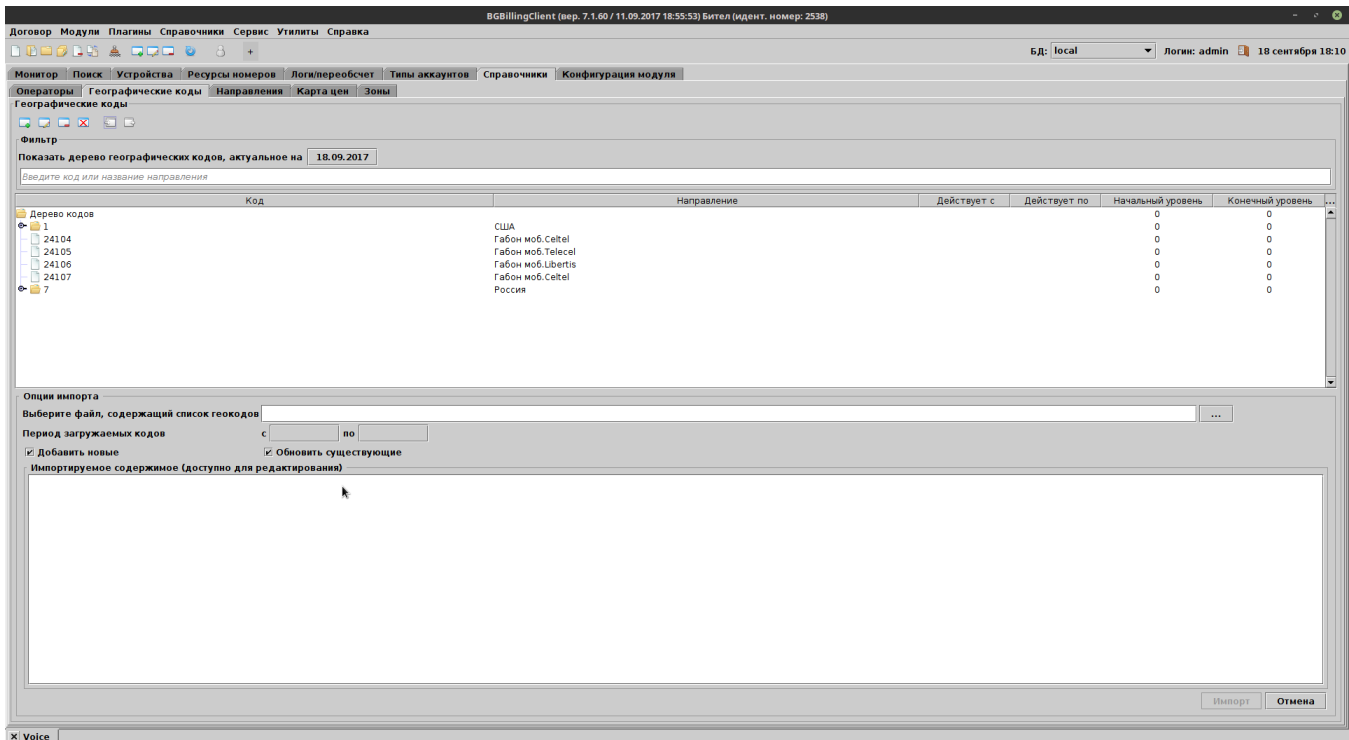 BGBillingClient (вер. 7.1.60 / 11.09.2017 18:55:53) Бител (идент. номер: 2538)
Договор Модули Плагины Справочники Сервис Утилиты Справка
+ БД: local Логин: admin 18 сентября 18:10
Монитор Поиск Устройства Ресурсы номеров Логи/переобсчет Типы аккаунтов Справочники Конфигурация модуля
Операторы Географические коды Направления Карта цен Зоны
Географические коды
Фильтр
Показать дерево географических кодов, актуальное на 18.09.2017
Введите код или название направления
Код Направление Действует с Действует по Начальный уровень Конечный уровень ...
Дерево кодов 0 0
1 США 0 0
24104 Габон моб.Celtel 0 0
24105 Габон моб.Telecel 0 0
24106 Габон моб.Libertis 0 0
24107 Габон моб.Celtel 0 0
7 Россия 0 0
Опции импорта
Выберите файл, содержащий список геокодов ...
Период загружаемых кодов с по
Добавить новые Обновить существующие
Импортируемое содержимое (доступно для редактирования)
Импорт Отмена
X Voice